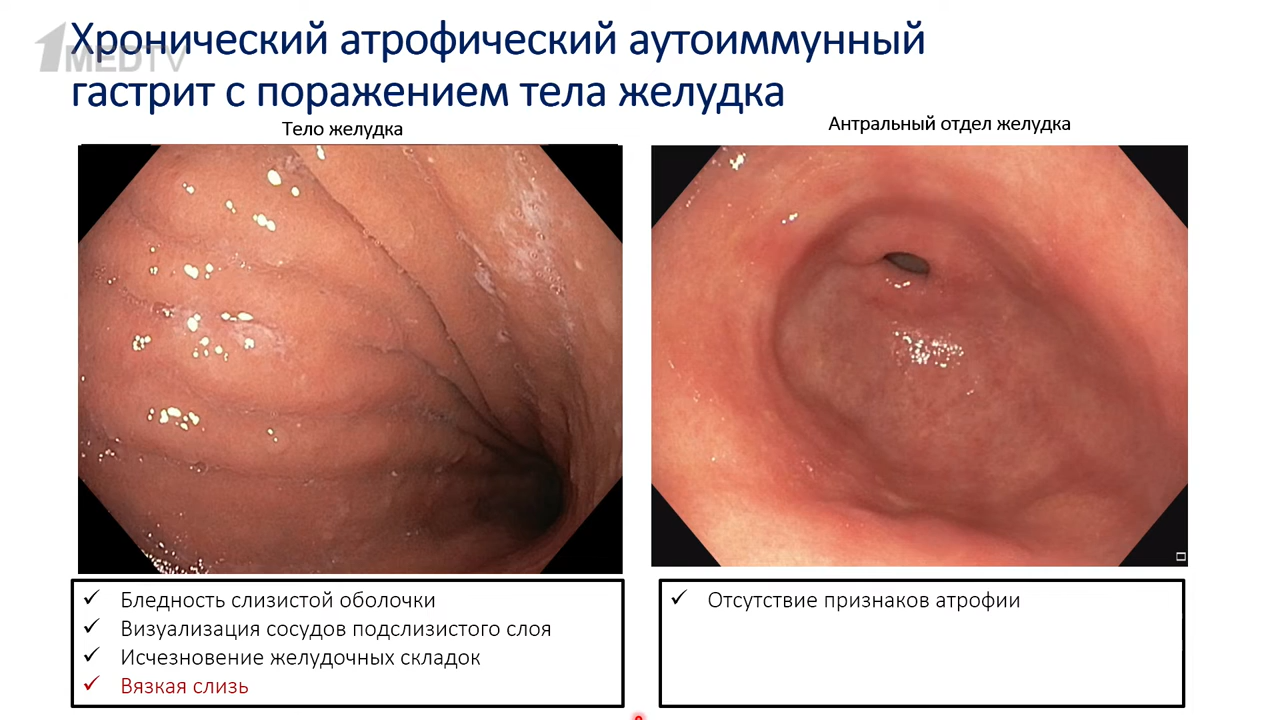 1MEDTV
Хронический атрофический аутоиммунный
гастрит с поражением тела желудка
Тело желудка
Антральный отдел желудка
Бледность слизистой оболочки
Визуализация сосудов подслизистого слоя
Исчезновение желудочных складок
Вязкая слизь
Отсутствие признаков атрофии